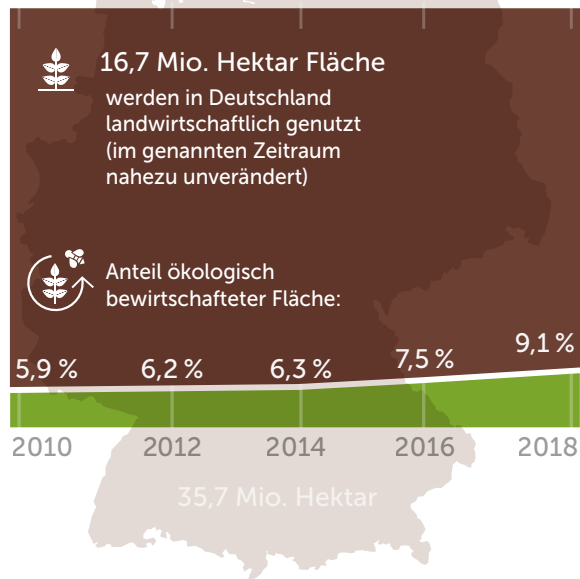 16,7 Mio. Hektar Fläche
werden in Deutschland
landwirtschaftlich genutzt
(im genannten Zeitraum
nahezu unverändert)
Anteil ökologisch
bewirtschafteter Fläche:
5,9 % 6,2 % 6,3 % 7,5 % 9,1 %
2010 2012 2014 2016 2018
35,7 Mio. Hektar